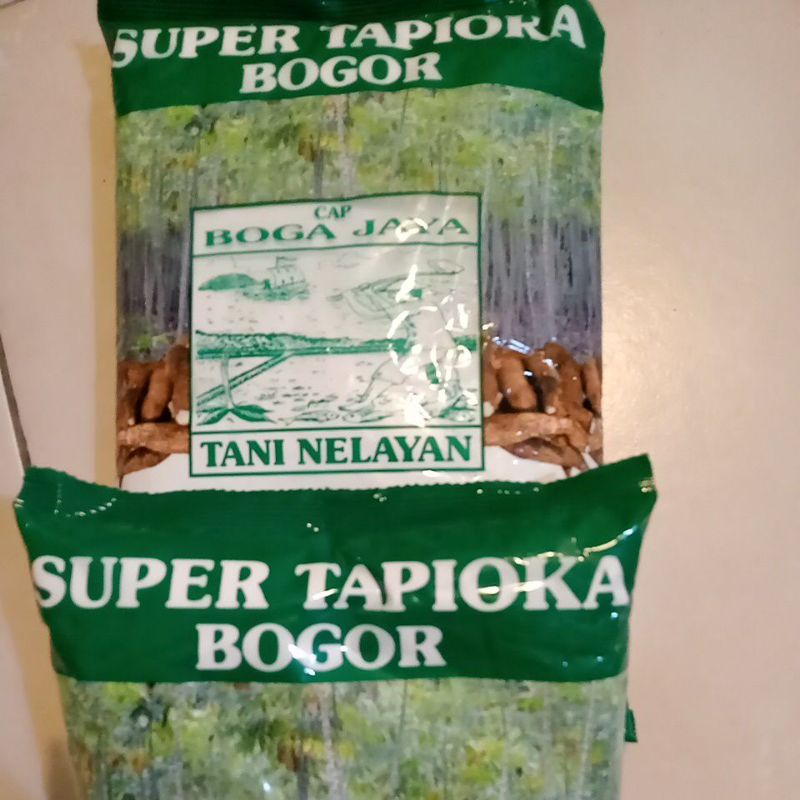 SUPER TAPIOKA
BOGOR
CAP
BOGA JAYA
TANI NELAYAN
SUPER TAPIOKA
BOGOR